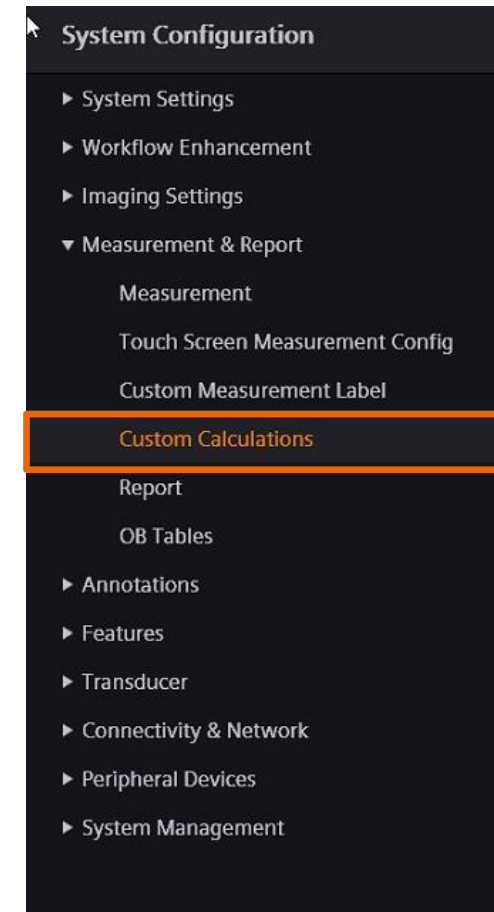 System Configuration
System Settings
Workflow Enhancement
Imaging Settings
Measurement & Report
Measurement
Touch Screen Measurement Config
Custom Measurement Label
Custom Calculations
Report
OB Tables
Annotations
Features
Transducer
Connectivity & Network
Peripheral Devices
System Management